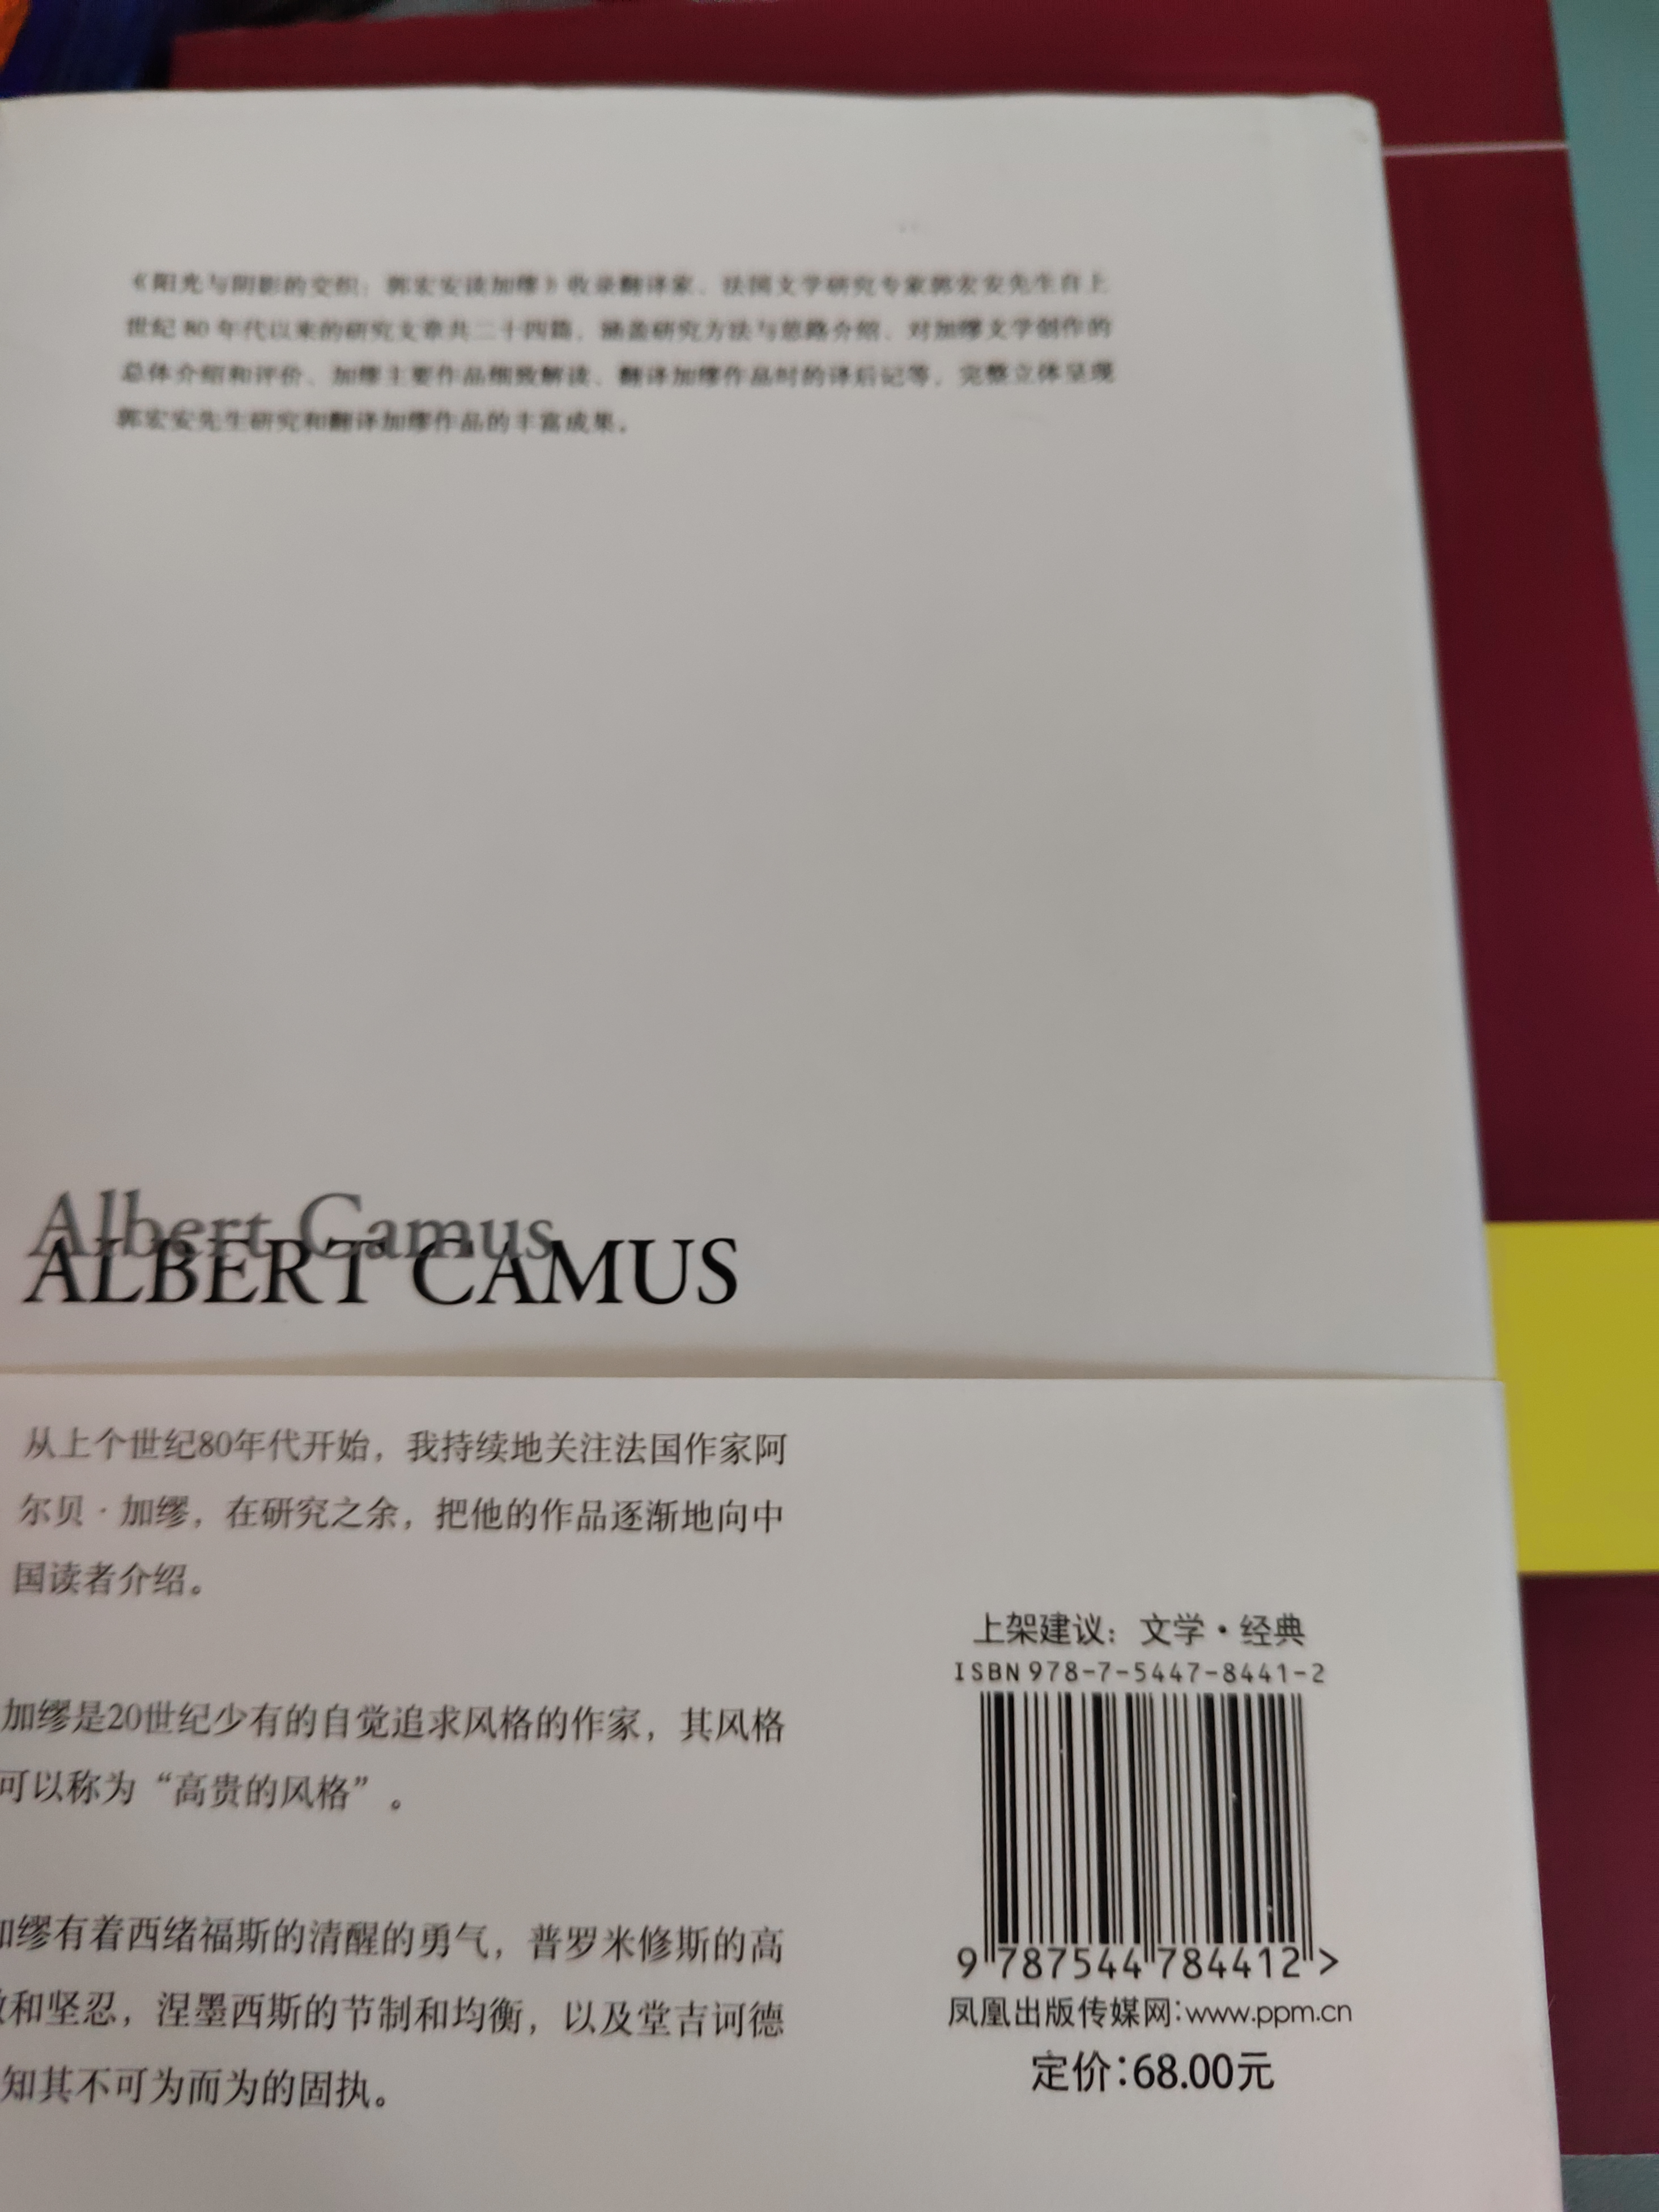 《阳光与阴影的交织：郭宏安读加缪》收录翻译家、法国文学研究专家郭宏安先生自上
世纪 80 年代以来的研究文章共二十四篇，涵盖研究方法与思路介绍、对加缪文学创作的
总体介绍和评价、加缪主要作品细致解读、翻译加缪作品时的译后记等，完整立体呈现
郭宏安先生研究和翻译加缪作品的丰富成果。
Albert Camus
ALBERT CAMUS
从上个世纪80年代开始，我持续地关注法国作家阿
尔贝·加缪，在研究之余，把他的作品逐渐地向中
国读者介绍。
加缪是20世纪少有的自觉追求风格的作家，其风格
可以称为“高贵的风格”。
加缪有着西绪福斯的清醒的勇气，普罗米修斯的高
和坚忍，涅墨西斯的节制和均衡，以及堂吉诃德
知其不可为而为的固执。
上架建议：文学·经典
ISBN 978-7-5447-8441-2
9 787544 784412 >
凤凰出版传媒网：www.ppm.cn
定价：68.00元